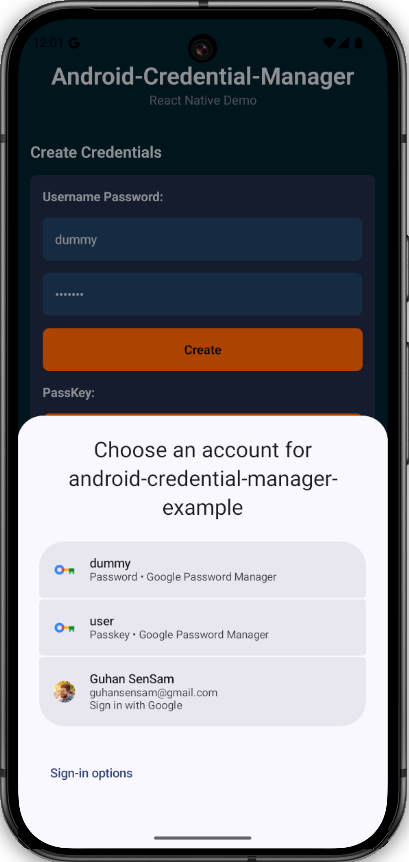 12:01 G
Android-Credential-Manager
React Native Demo
Create Credentials
Username Password:
dummy
•••••••
Create
PassKey:
Choose an account for
android-credential-manager-
example
dummy
Password • Google Password Manager
user
Passkey • Google Password Manager
Guhan SenSam
guhansensam@gmail.com
Sign in with Google
Sign-in options